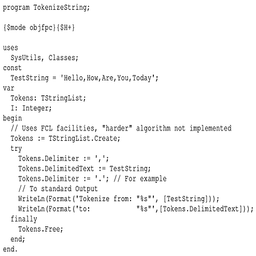 program TokenizeString;
{$mode objfpc}{$H+}
uses
SysUtils, Classes;
const
TestString = 'Hello,How,Are,You,Today';
var
Tokens: TStringList;
I: Integer;
begin
// Uses FCL facilities, "harder" algorithm not implemented
Tokens := TStringList.Create;
try
Tokens.Delimiter := ',';
Tokens.DelimitedText := TestString;
Tokens.Delimiter := '.'; // For example
// To standard Output
WriteLn(Format('Tokenize from: "%s"', [TestString]));
WriteLn(Format('to:            "%s"',[Tokens.DelimitedText]));
finally
Tokens.Free;
end;
end.